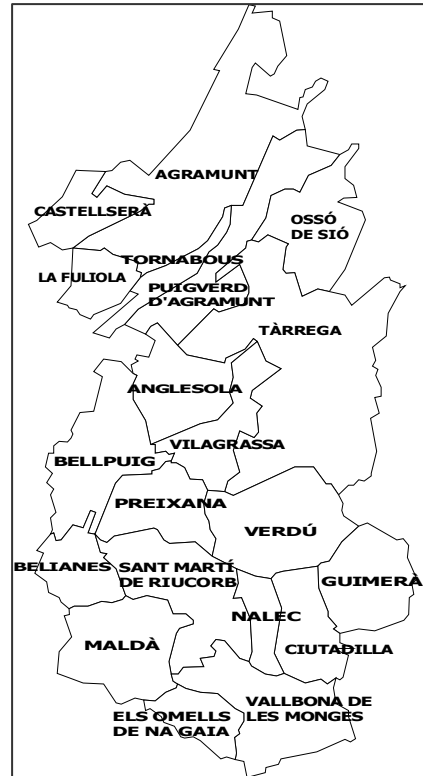 AGRAMUNT
CASTELLSERÀ
OSSÓ
DE SIÓ
TORNABOUS
LA FULIOLA
PUIGVERD
D'AGRAMUNT
TÀRREGA
ANGLESOLA
VILAGRASSA
BELLPUIG
PREIXANA
VERDÚ
BELIANES
SANT MARTÍ
DE RIUCORB
GUIMERÀ
NALEC
MALDÀ
CIUTADILLA
VALLBONA DE
LES MONGES
ELS OMELLS
DE NA GAIA